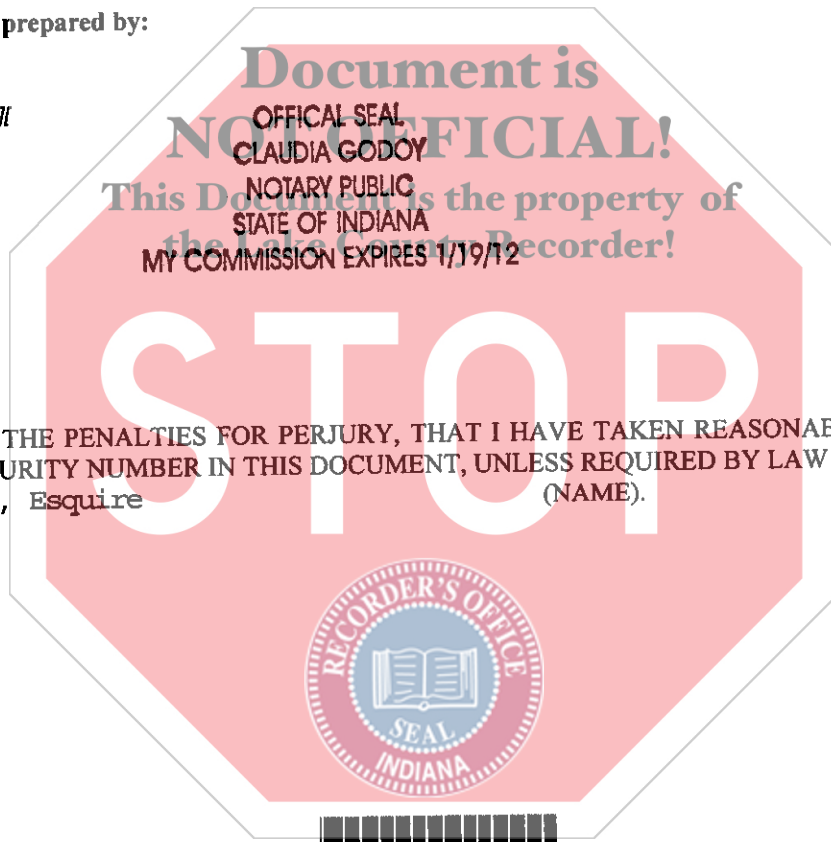 prepared by:
Document is
OFFICAL SEAL
NOT OFFICIAL!
CLAUDIA GODOY
NOTARY PUBLIC
This Document is the property of
STATE OF INDIANA
the Lake County Recorder!
MY COMMISSION EXPIRES 1/19/12
STOP
THE PENALTIES FOR PERJURY, THAT I HAVE TAKEN REASONAB
URITY NUMBER IN THIS DOCUMENT, UNLESS REQUIRED BY LAW
, Esquire (NAME).
RECORDER'S OFFICE
SEAL
INDIANA